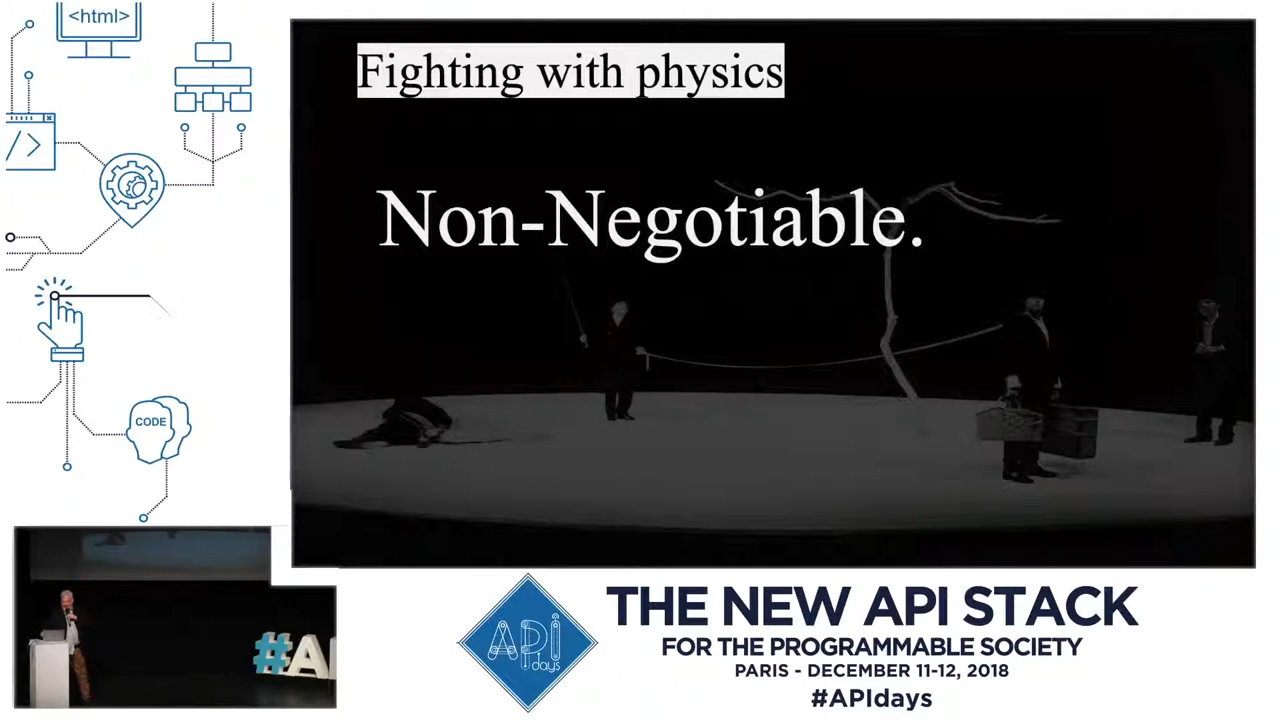 <html>
</>
CODE
Fighting with physics
Non-Negotiable.
#A
API
days
THE NEW API STACK
FOR THE PROGRAMMABLE SOCIETY
PARIS - DECEMBER 11-12, 2018
#APIdays